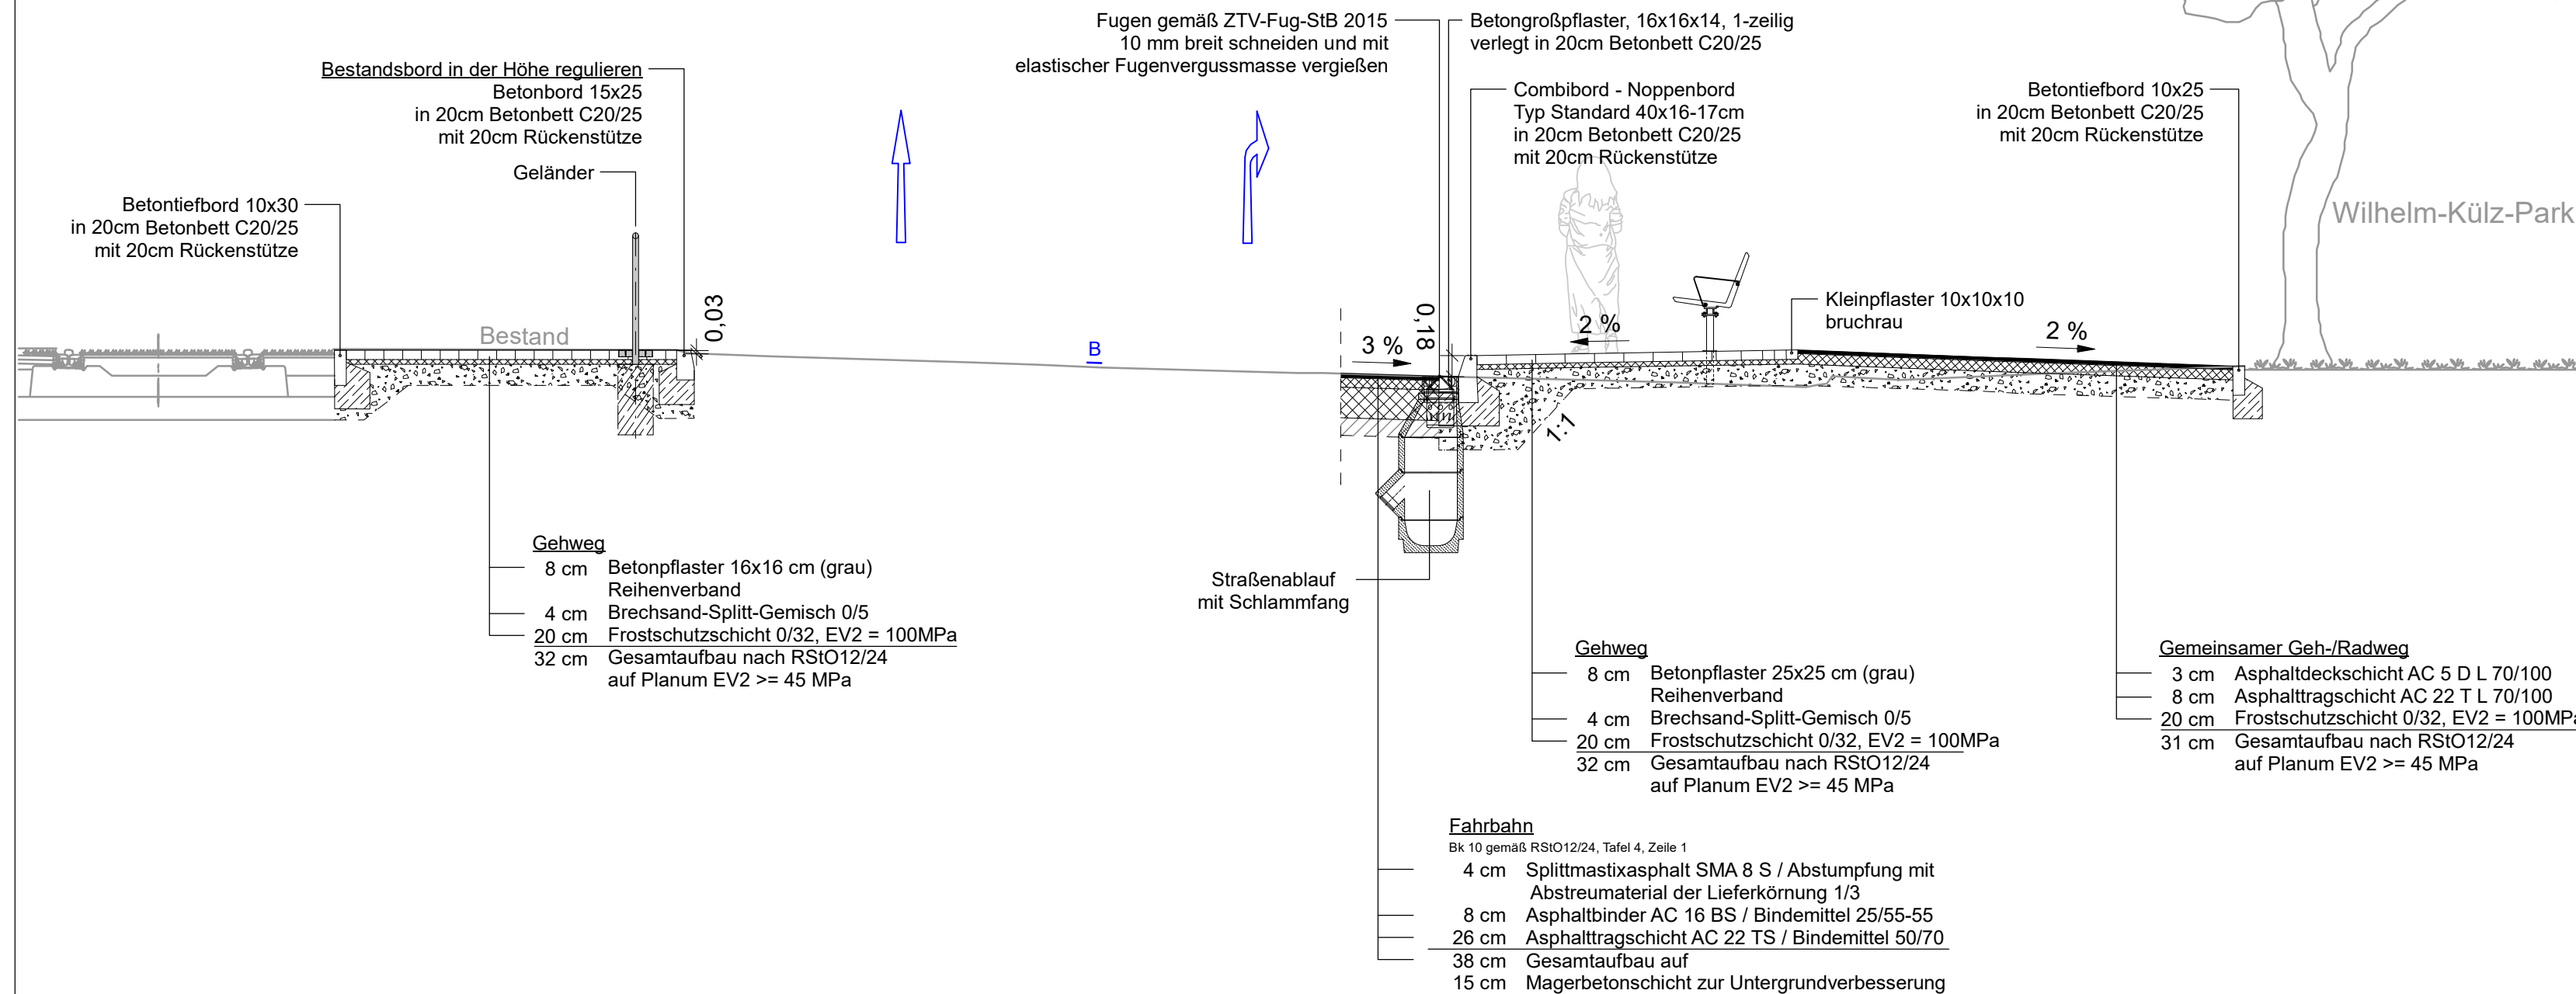 Fugen gemäß ZTV-Fug-StB 2015
10 mm breit schneiden und mit
elastischer Fugenvergussmasse vergießen
Betongroßpflaster, 16x16x14, 1-zeilig
verlegt in 20cm Betonbett C20/25
Bestandsbord in der Höhe regulieren
Betonbord 15x25
in 20cm Betonbett C20/25
mit 20cm Rückenstütze
Combibord - Noppenbord
Typ Standard 40x16-17cm
in 20cm Betonbett C20/25
mit 20cm Rückenstütze
Betontiefbord 10x25
in 20cm Betonbett C20/25
mit 20cm Rückenstütze
Geländer
Betontiefbord 10x30
in 20cm Betonbett C20/25
mit 20cm Rückenstütze
Wilhelm-Külz-Park
Bestand
0,03
B
3 %
0,18
2 %
Kleinpflaster 10x10x10
bruchrau
2 %
1:1
Gehweg
8 cm Betonpflaster 16x16 cm (grau)
Reihenverband
4 cm Brechsand-Splitt-Gemisch 0/5
20 cm Frostschutzschicht 0/32, EV2 = 100MPa
32 cm Gesamtaufbau nach RStO12/24
auf Planum EV2 >= 45 MPa
Straßenablauf
mit Schlammfang
Gehweg
8 cm Betonpflaster 25x25 cm (grau)
Reihenverband
4 cm Brechsand-Splitt-Gemisch 0/5
20 cm Frostschutzschicht 0/32, EV2 = 100MPa
32 cm Gesamtaufbau nach RStO12/24
auf Planum EV2 >= 45 MPa
Gemeinsamer Geh-/Radweg
3 cm Asphaltdeckschicht AC 5 D L 70/100
8 cm Asphalttragschicht AC 22 T L 70/100
20 cm Frostschutzschicht 0/32, EV2 = 100MPa
31 cm Gesamtaufbau nach RStO12/24
auf Planum EV2 >= 45 MPa
Fahrbahn
Bk 10 gemäß RStO12/24, Tafel 4, Zeile 1
4 cm Splittmastixasphalt SMA 8 S / Abstumpfung mit
Abstreumaterial der Lieferkörnung 1/3
8 cm Asphaltbinder AC 16 BS / Bindemittel 25/55-55
26 cm Asphalttragschicht AC 22 TS / Bindemittel 50/70
38 cm Gesamtaufbau auf
15 cm Magerbetonschicht zur Untergrundverbesserung